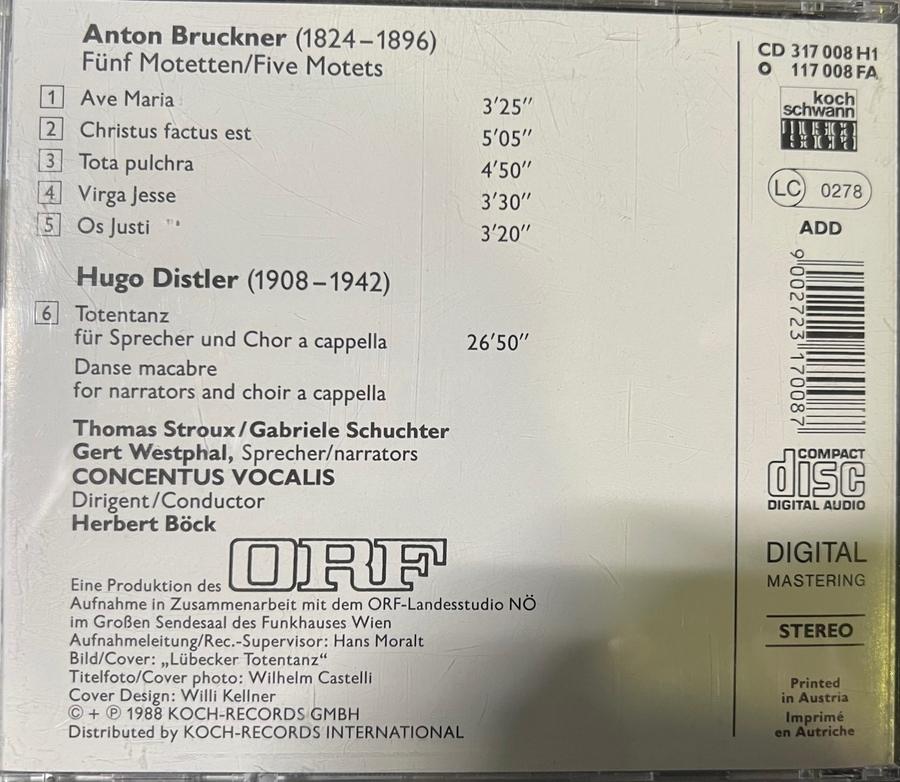 Anton Bruckner (1824–1896)
Fünf Motetten/Five Motets
1 Ave Maria 3′25″
2 Christus factus est 5′05″
3 Tota pulchra 4′50″
4 Virga Jesse 3′30″
5 Os Justi 3′20″
Hugo Distler (1908–1942)
6 Totentanz
für Sprecher und Chor a cappella 26′50″
Danse macabre
for narrators and choir a cappella
Thomas Stroux/Gabriele Schuchter
Gert Westphal, Sprecher/narrators
CONCENTUS VOCALIS
Dirigent/Conductor
Herbert Böck
Eine Produktion des ORF
Aufnahme in Zusammenarbeit mit dem ORF-Landesstudio NÖ
im Großen Sendesaal des Funkhauses Wien
Aufnahmeleitung/Rec.-Supervisor: Hans Moralt
Bild/Cover: „Lübecker Totentanz“
Titelfoto/Cover photo: Wilhelm Castelli
Cover Design: Willi Kellner
© + ℗ 1988 KOCH-RECORDS GMBH
Distributed by KOCH-RECORDS INTERNATIONAL
CD 317 008 H1
O 117 008 FA
koch
schwann
musica
sacra
LC 0278
ADD
9 002723 170087
COMPACT
disc
DIGITAL AUDIO
DIGITAL
MASTERING
STEREO
Printed
in Austria
Imprimé
en Autriche